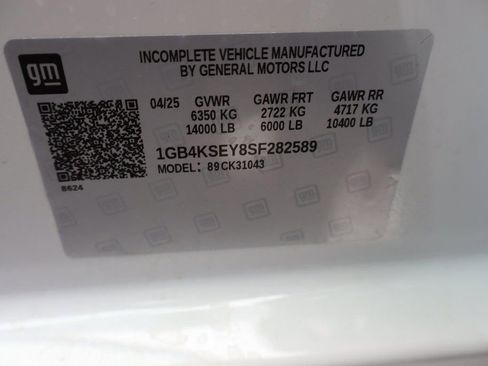 gm
INCOMPLETE VEHICLE MANUFACTURED
BY GENERAL MOTORS LLC
04/25 GVWR GAWR FRT GAWR RR
6350 KG 2722 KG 4717 KG
14000 LB 6000 LB 10400 LB
1GB4KSEY8SF282589
MODEL: 89CK31043
8624